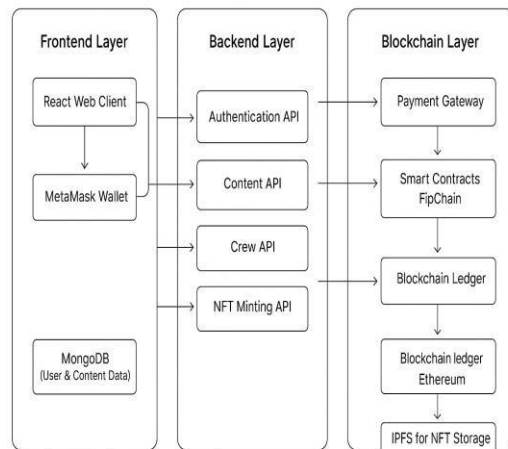 Frontend Layer
React Web Client
MetaMask Wallet
MongoDB
(User & Content Data)
Backend Layer
Authentication API
Content API
Crew API
NFT Minting API
Blockchain Layer
Payment Gateway
Smart Contracts
FipChain
Blockchain Ledger
Blockchain ledger
Ethereum
IPFS for NFT Storage